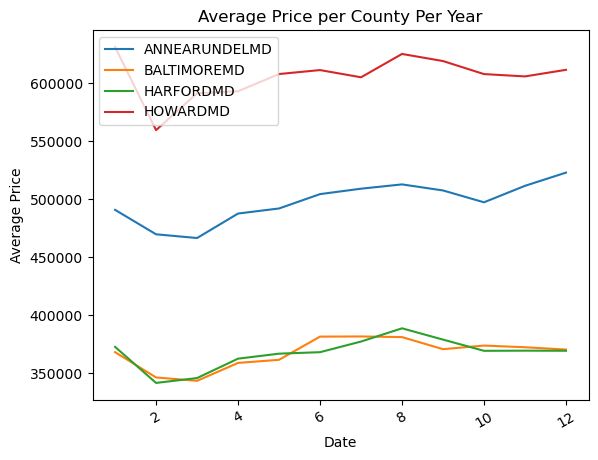 Average Price per County Per Year
ANNEARUNDELMD
BALTIMOREMD
HARFORDMD
HOWARDMD
600000
550000
500000
450000
400000
350000
Average Price
2
4
6
8
10
12
Date